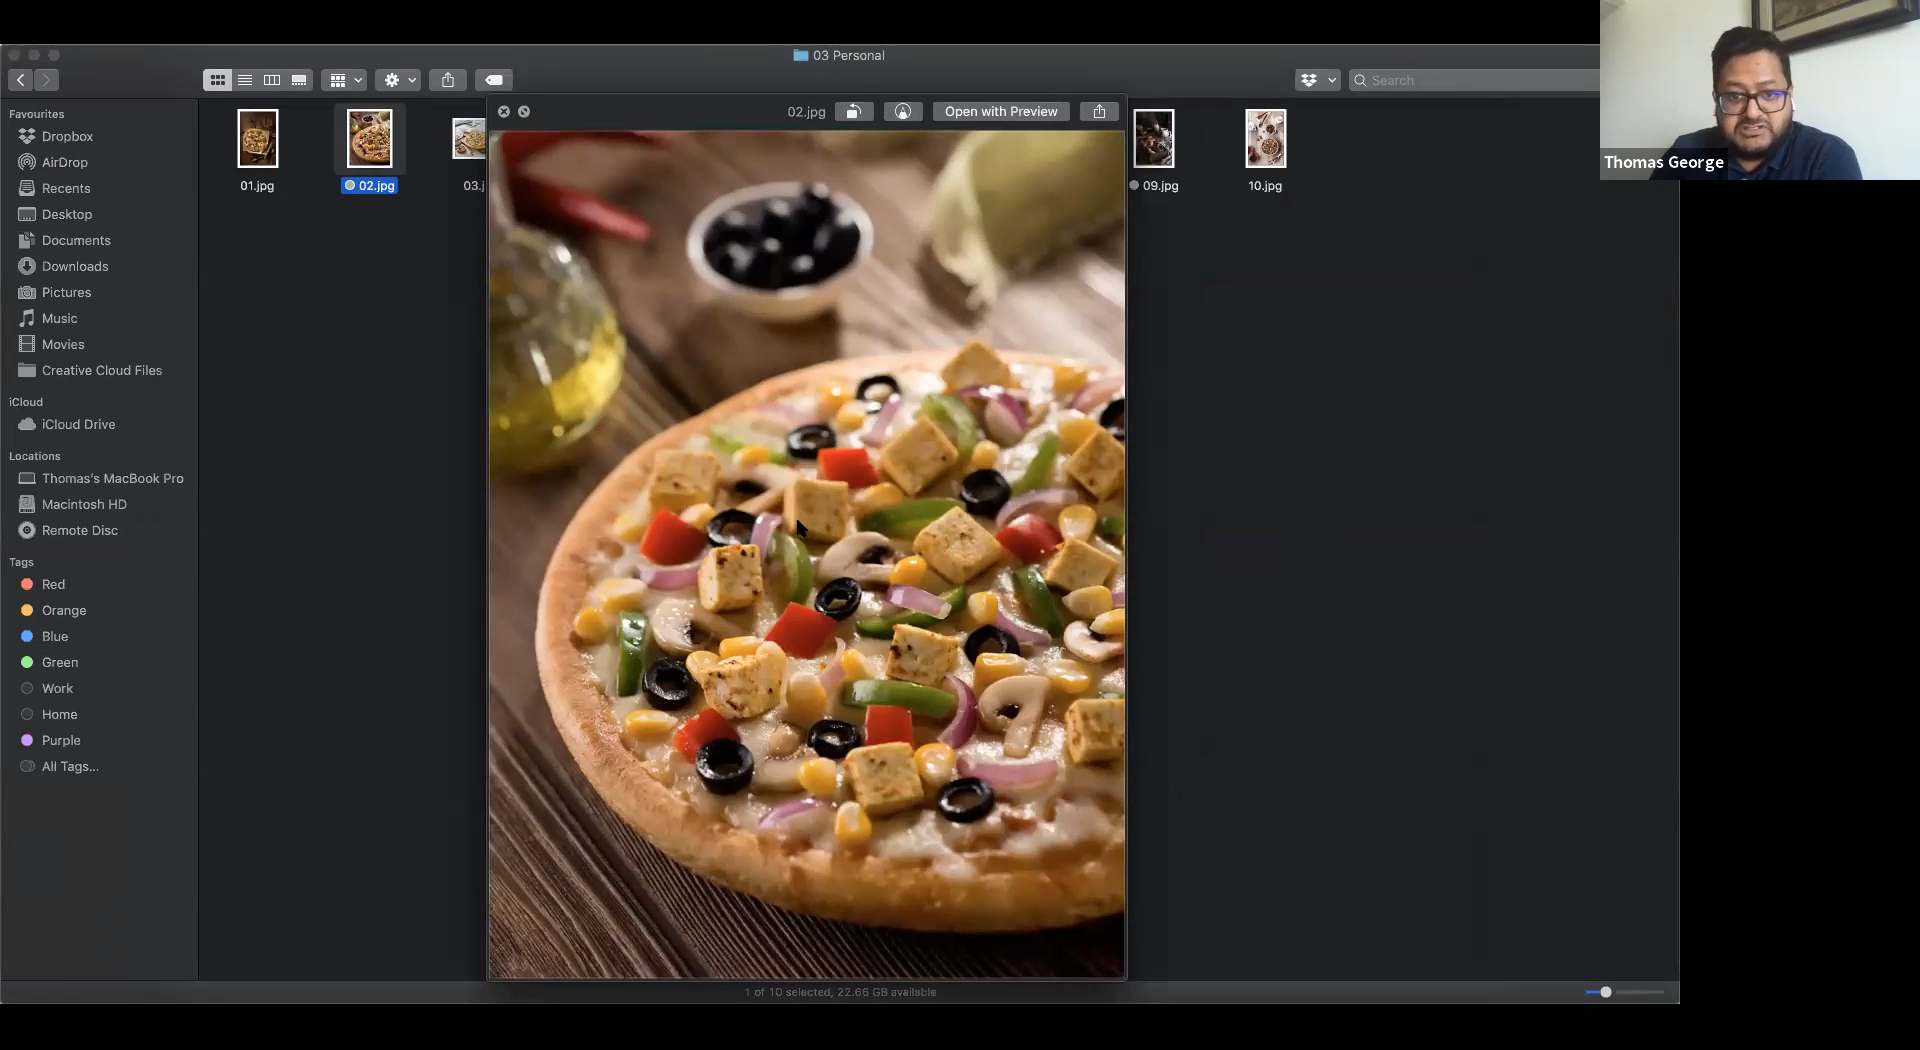 03 Personal
Search
Thomas George
02.jpg
Open with Preview
Favourites
Dropbox
AirDrop
Recents
Desktop
Documents
Downloads
Pictures
Music
Movies
Creative Cloud Files
iCloud
iCloud Drive
Locations
Thomas's MacBook Pro
Macintosh HD
Remote Disc
Tags
Red
Orange
Blue
Green
Work
Home
Purple
All Tags...
01.jpg
02.jpg
03.j
09.jpg
10.jpg
1 of 10 selected, 22.66 GB available